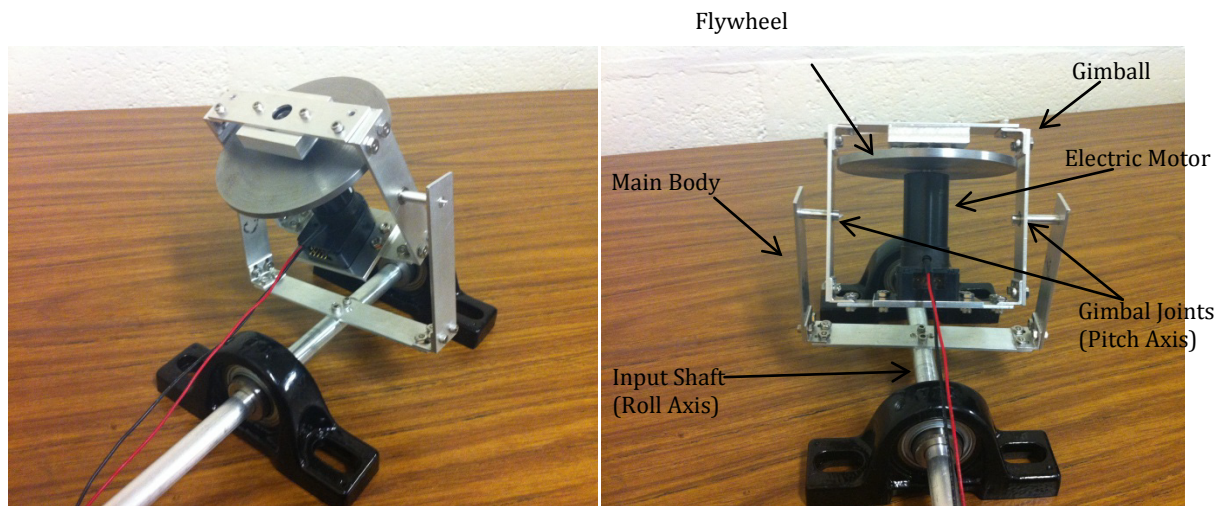 Flywheel
Gimball
Electric Motor
Main Body
Gimbal Joints
(Pitch Axis)
Input Shaft
(Roll Axis)